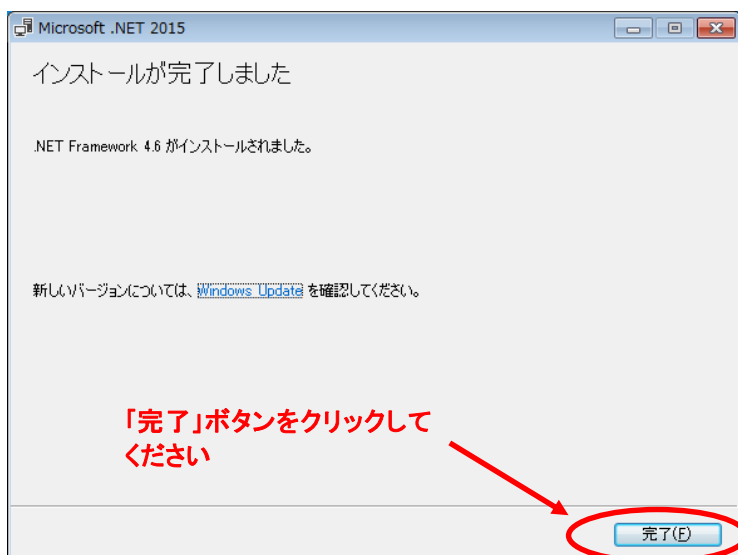 Microsoft .NET 2015
インストールが完了しました
.NET Framework 4.6 がインストールされました。
新しいバージョンについては、Windows Update を確認してください。
「完了」ボタンをクリックして
ください
完了(F)